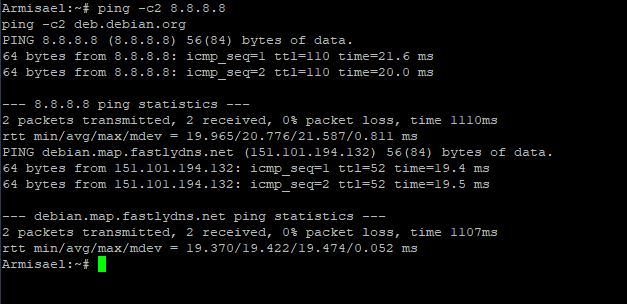 Armisael:~# ping -c2 8.8.8.8
ping -c2 deb.debian.org
PING 8.8.8.8 (8.8.8.8) 56(84) bytes of data.
64 bytes from 8.8.8.8: icmp_seq=1 ttl=110 time=21.6 ms
64 bytes from 8.8.8.8: icmp_seq=2 ttl=110 time=20.0 ms
--- 8.8.8.8 ping statistics ---
2 packets transmitted, 2 received, 0% packet loss, time 1110ms
rtt min/avg/max/mdev = 19.965/20.776/21.587/0.811 ms
PING debian.map.fastlydns.net (151.101.194.132) 56(84) bytes of data.
64 bytes from 151.101.194.132: icmp_seq=1 ttl=52 time=19.4 ms
64 bytes from 151.101.194.132: icmp_seq=2 ttl=52 time=19.5 ms
--- debian.map.fastlydns.net ping statistics ---
2 packets transmitted, 2 received, 0% packet loss, time 1107ms
rtt min/avg/max/mdev = 19.370/19.422/19.474/0.052 ms
Armisael:~#